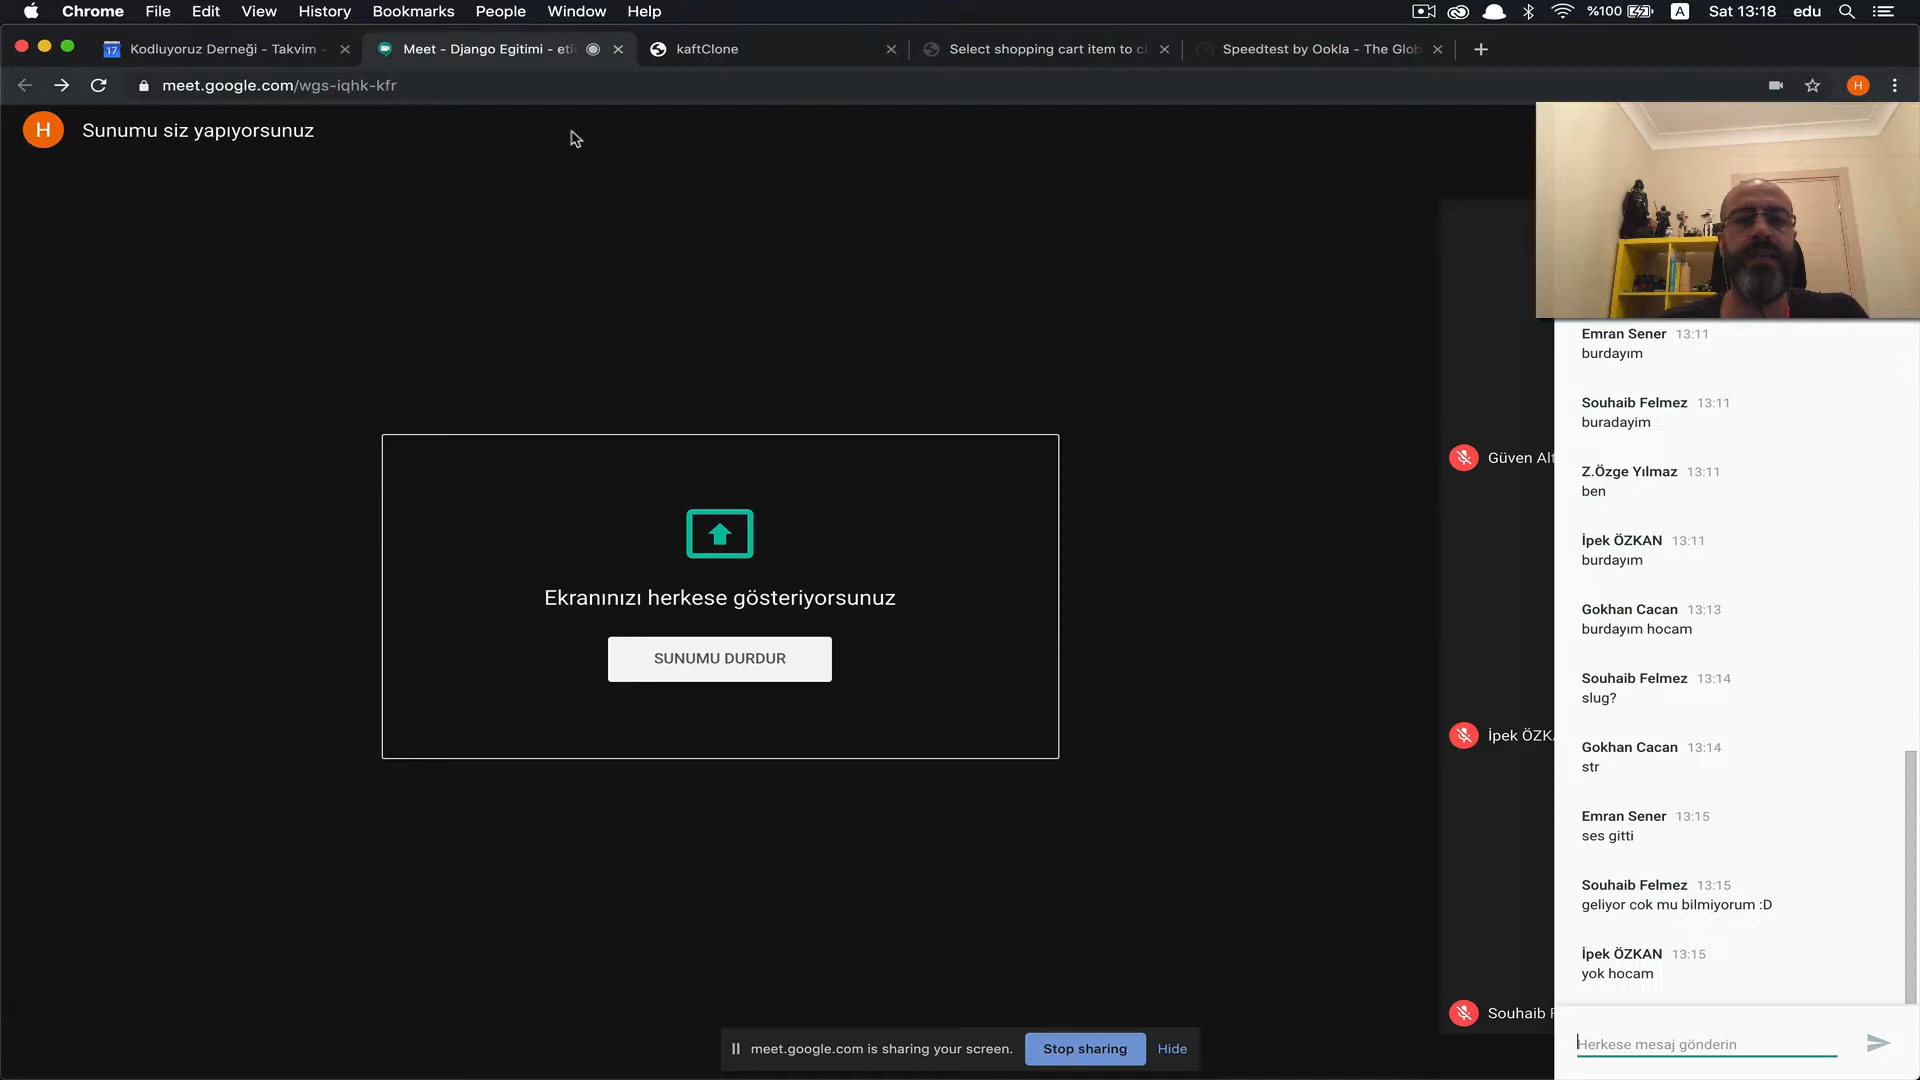 Chrome File Edit View History Bookmarks People Window Help
%100 A Sat 13:18 edu
17 Kodluyoruz Derneği - Takvim -
Meet - Django Egitimi - etie
kaftClone
Select shopping cart item to c
Speedtest by Ookla - The Glob
meet.google.com/wgs-iqhk-kfr
H
H Sunumu siz yapıyorsunuz
Ekranınızı herkese gösteriyorsunuz
SUNUMU DURDUR
Güven Alt
İpek ÖZK
Souhaib F
Emran Sener 13:11
burdayım
Souhaib Felmez 13:11
buradayim
Z.Özge Yılmaz 13:11
ben
İpek ÖZKAN 13:11
burdayım
Gokhan Cacan 13:13
burdayım hocam
Souhaib Felmez 13:14
slug?
Gokhan Cacan 13:14
str
Emran Sener 13:15
ses gitti
Souhaib Felmez 13:15
geliyor cok mu bilmiyorum :D
İpek ÖZKAN 13:15
yok hocam
Herkese mesaj gönderin
meet.google.com is sharing your screen. Stop sharing Hide